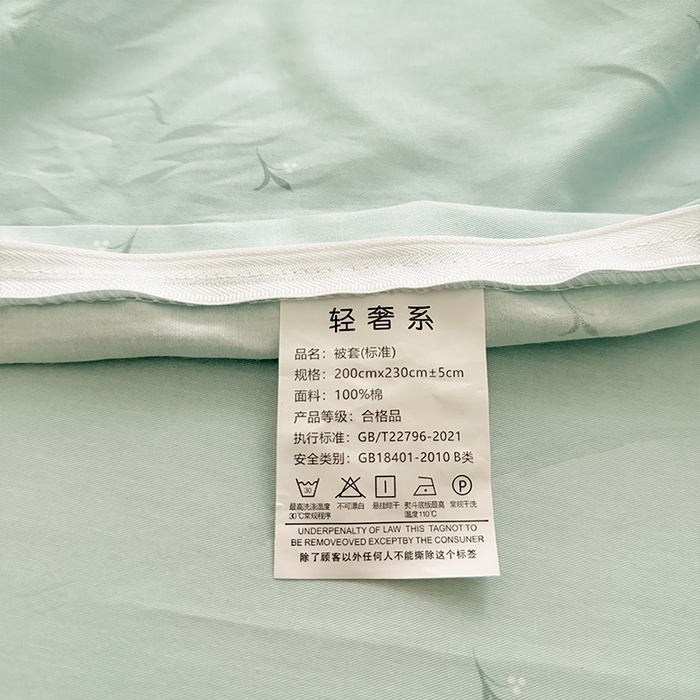 轻奢系
品名：被套(标准)
规格：200cmx230cm±5cm
面料：100%棉
产品等级：合格品
执行标准：GB/T22796-2021
安全类别：GB18401-2010 B类
30 P
最高洗涤温度 不可漂白 悬挂晾干 熨斗底板最高 常规干洗
30℃常规程序 温度110℃
UNDERPENALTY OF LAW THIS TAGNOT TO
BE REMOVEOVED EXCEPTBY THE CONSUNER
除了顾客以外任何人不能撕除这个标签